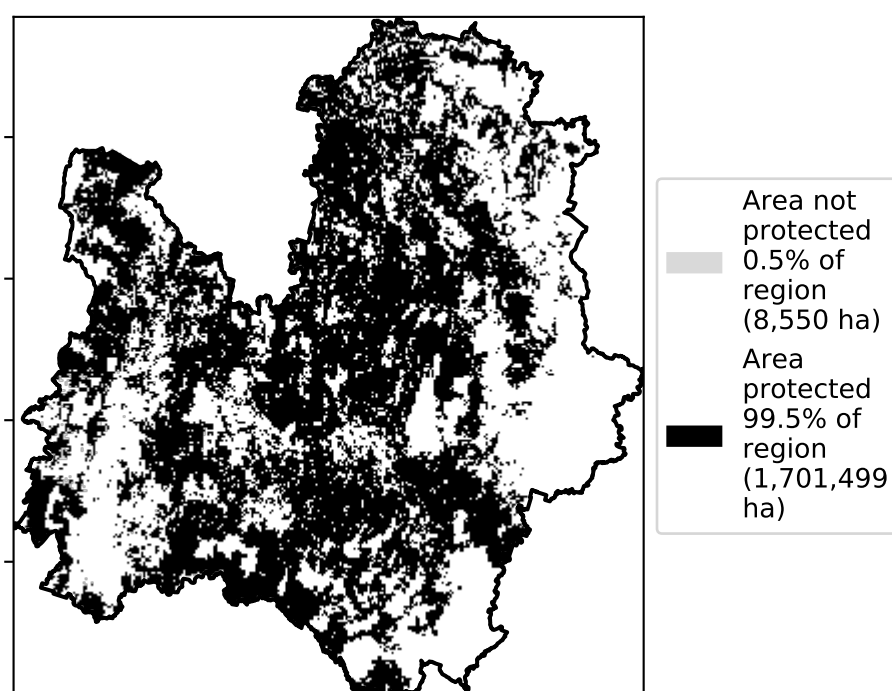 Area not
protected
0.5% of
region
(8,550 ha)
Area
protected
99.5% of
region
(1,701,499
ha)